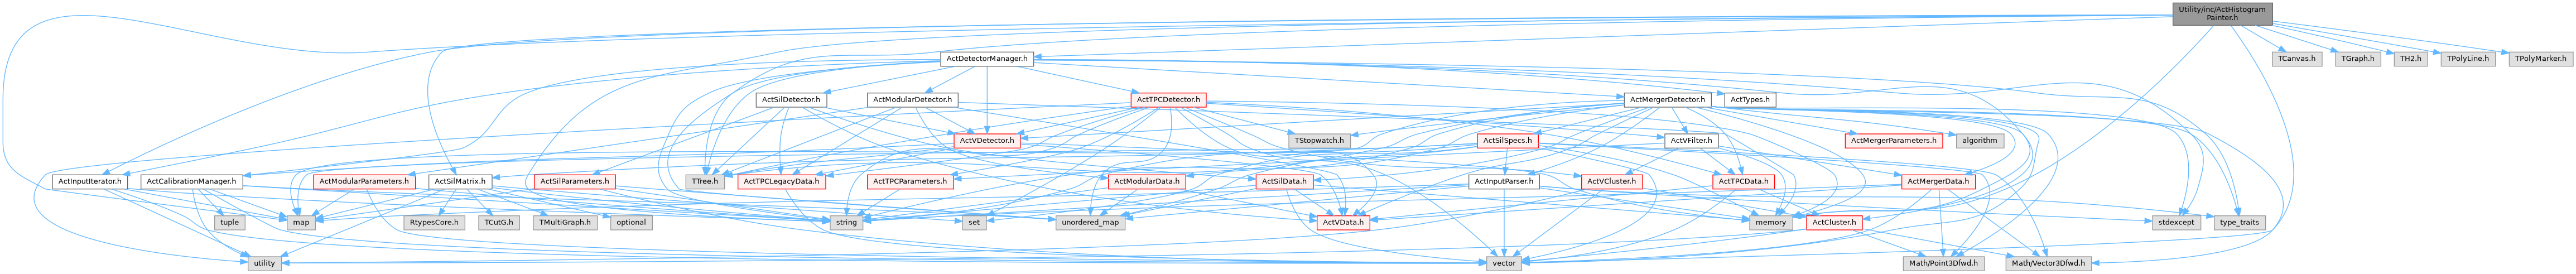 Utility/inc/ActHistogram
Painter.h
ActDetectorManager.h
TCanvas.h
TGraph.h
TH2.h
TPolyLine.h
TPolyMarker.h
ActSilDetector.h
ActModularDetector.h
ActTPCDetector.h
ActMergerDetector.h
ActTypes.h
ActVDetector.h
TStopwatch.h
ActSilSpecs.h
ActVFilter.h
ActMergerParameters.h
algorithm
ActInputIterator.h
ActCalibrationManager.h
ActModularParameters.h
ActSilMatrix.h
ActSilParameters.h
TTree.h
ActTPCLegacyData.h
ActTPCParameters.h
ActModularData.h
ActSilData.h
ActInputParser.h
ActVCluster.h
ActTPCData.h
ActMergerData.h
tuple
map
RtypesCore.h
TCutG.h
TMultiGraph.h
optional
string
set
unordered_map
ActVData.h
memory
ActCluster.h
stdexcept
type_traits
utility
vector
Math/Point3Dfwd.h
Math/Vector3Dfwd.h